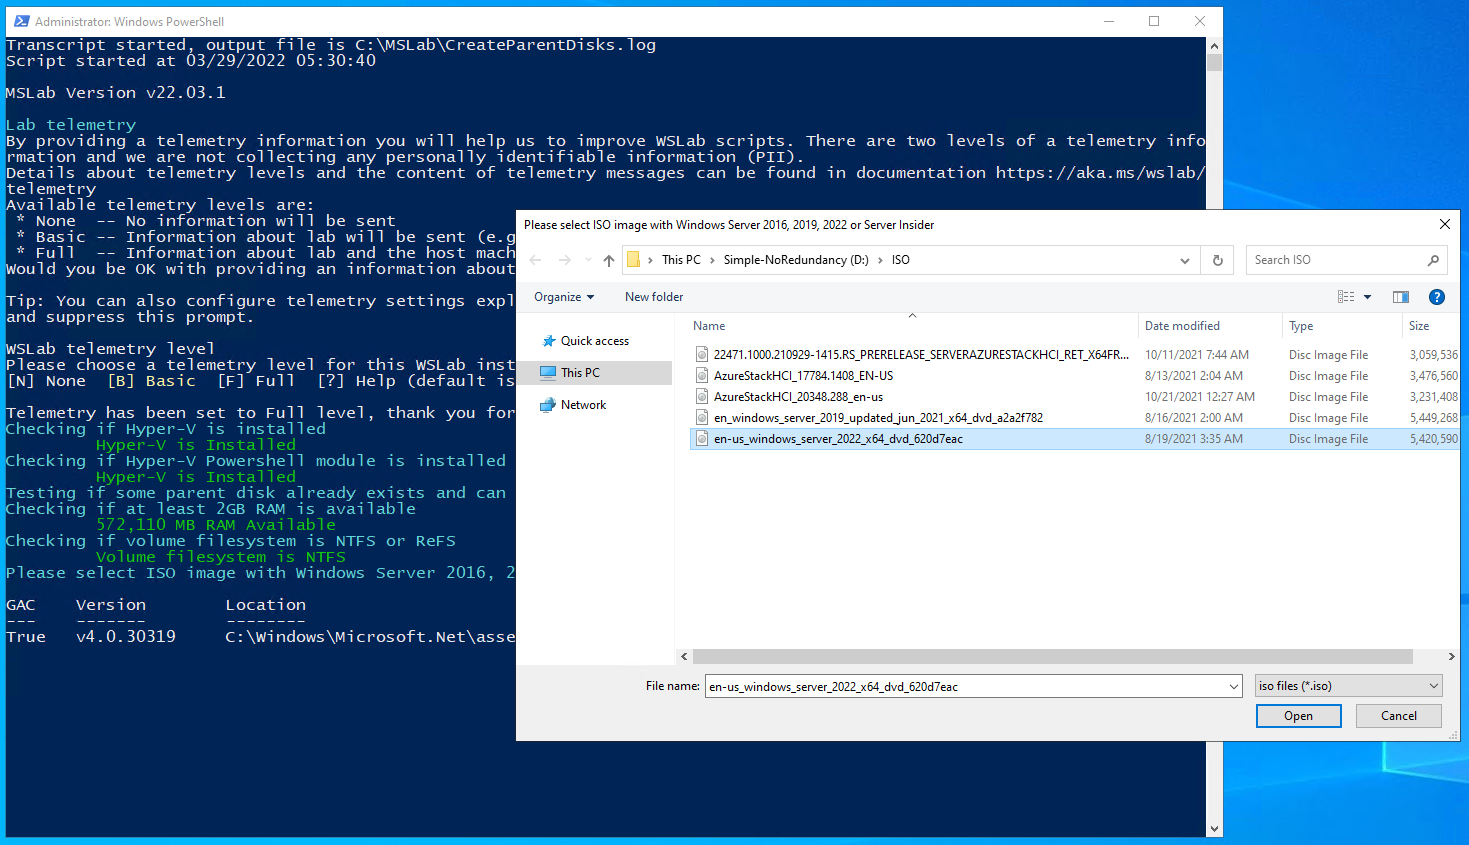 Administrator: Windows PowerShell
Transcript started, output file is C:\MSLab\CreateParentDisks.log
Script started at 03/29/2022 05:30:40
MSLab Version v22.03.1
Lab telemetry
By providing a telemetry information you will help us to improve WSLab scripts. There are two levels of a telemetry info
rmation and we are not collecting any personally identifiable information (PII).
Details about telemetry levels and the content of telemetry messages can be found in documentation https://aka.ms/wslab/
telemetry
Available telemetry levels are:
* None -- No information will be sent
* Basic -- Information about lab will be sent (e.g
* Full -- Information about lab and the host mach
Would you be OK with providing an information about
Tip: You can also configure telemetry settings expl
and suppress this prompt.
WSLab telemetry level
Please choose a telemetry level for this WSLab inst
[N] None [B] Basic [F] Full [?] Help (default is
Telemetry has been set to Full level, thank you for
Checking if Hyper-V is installed
Hyper-V is Installed
Checking if Hyper-V Powershell module is installed
Hyper-V is Installed
Testing if some parent disk already exists and can
Checking if at least 2GB RAM is available
572,110 MB RAM Available
Checking if volume filesystem is NTFS or ReFS
Volume filesystem is NTFS
Please select ISO image with Windows Server 2016, 2
GAC Version Location
--- ------- --------
True v4.0.30319 C:\Windows\Microsoft.Net\asse
Please select ISO image with Windows Server 2016, 2019, 2022 or Server Insider
This PC > Simple-NoRedundancy (D:) > ISO
Search ISO
Organize New folder
Quick access
This PC
Network
Name Date modified Type Size
22471.1000.210929-1415.RS_PRERELEASE_SERVERAZURESTACKHCI_RET_X64FR... 10/11/2021 7:44 AM Disc Image File 3,059,536
AzureStackHCI_17784.1408_EN-US 8/13/2021 2:04 AM Disc Image File 3,476,560
AzureStackHCI_20348.288_en-us 10/21/2021 12:27 AM Disc Image File 3,231,408
en_windows_server_2019_updated_jun_2021_x64_dvd_a2a2f782 8/16/2021 2:00 AM Disc Image File 5,449,268
en-us_windows_server_2022_x64_dvd_620d7eac 8/19/2021 3:35 AM Disc Image File 5,420,590
File name: en-us_windows_server_2022_x64_dvd_620d7eac iso files (*.iso)
Open Cancel